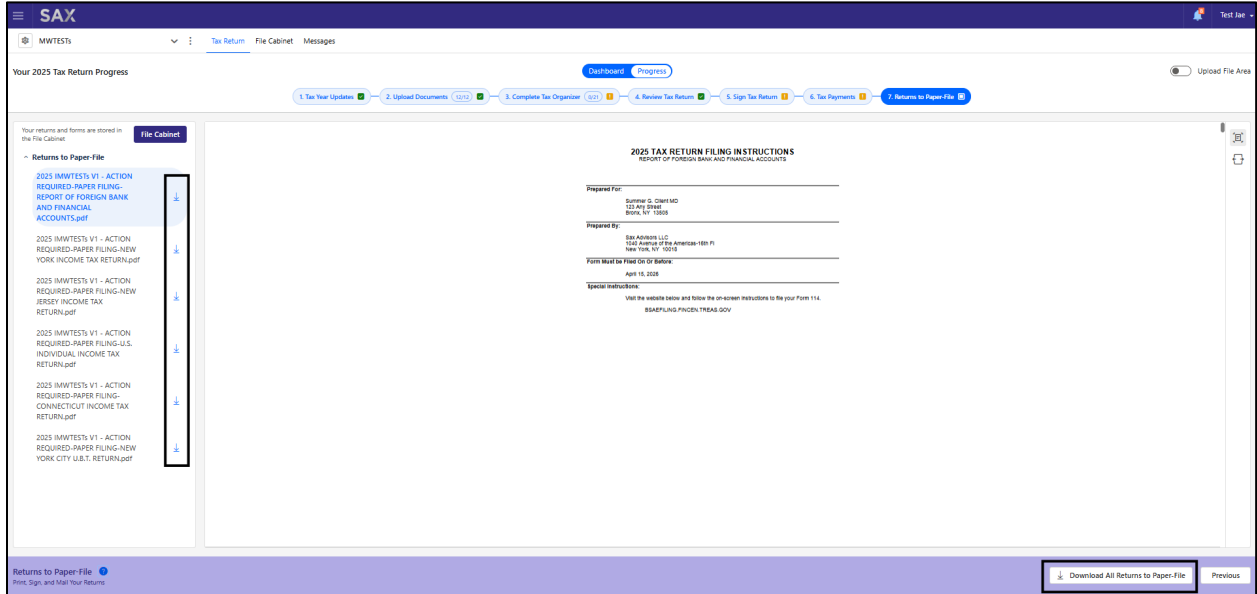 SAX
Test Jae
MWTESTs
Tax Return File Cabinet Messages
Your 2025 Tax Return Progress
Dashboard Progress
Upload File Area
1. Tax Year Updates 2. Upload Documents 12/12 3. Complete Tax Organizer 0/21 4. Review Tax Return 5. Sign Tax Return 6. Tax Payments 7. Returns to Paper-File
Your returns and forms are stored in
the File Cabinet
File Cabinet
Returns to Paper-File
2025 IMWTESTs V1 - ACTION
REQUIRED-PAPER FILING-
REPORT OF FOREIGN BANK
AND FINANCIAL
ACCOUNTS.pdf
2025 IMWTESTs V1 - ACTION
REQUIRED-PAPER FILING-NEW
YORK INCOME TAX RETURN.pdf
2025 IMWTESTs V1 - ACTION
REQUIRED-PAPER FILING-NEW
JERSEY INCOME TAX
RETURN.pdf
2025 IMWTESTs V1 - ACTION
REQUIRED-PAPER FILING-U.S.
INDIVIDUAL INCOME TAX
RETURN.pdf
2025 IMWTESTs V1 - ACTION
REQUIRED-PAPER FILING-
CONNECTICUT INCOME TAX
RETURN.pdf
2025 IMWTESTs V1 - ACTION
REQUIRED-PAPER FILING-NEW
YORK CITY U.B.T. RETURN.pdf
2025 TAX RETURN FILING INSTRUCTIONS
REPORT OF FOREIGN BANK AND FINANCIAL ACCOUNTS
Prepared For:
Summer G. Client MD
123 Any Street
Bronx, NY 13805
Prepared By:
Sax Advisors LLC
1040 Avenue of the Americas-16th Fl
New York, NY 10018
Form Must be Filed On Or Before:
April 15, 2026
Special Instructions:
Visit the website below and follow the on-screen instructions to file your Form 114.
BSAEFILING.FINCEN.TREAS.GOV
Returns to Paper-File
Print, Sign, and Mail Your Returns
Download All Returns to Paper-File
Previous